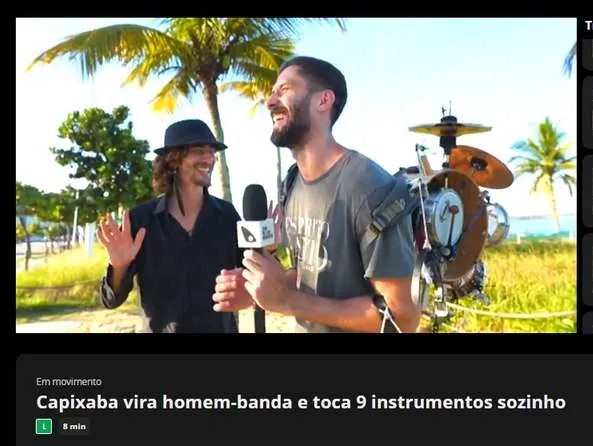 T
Em movimento
Capixaba vira homem-banda e toca 9 instrumentos sozinho
L
8 min